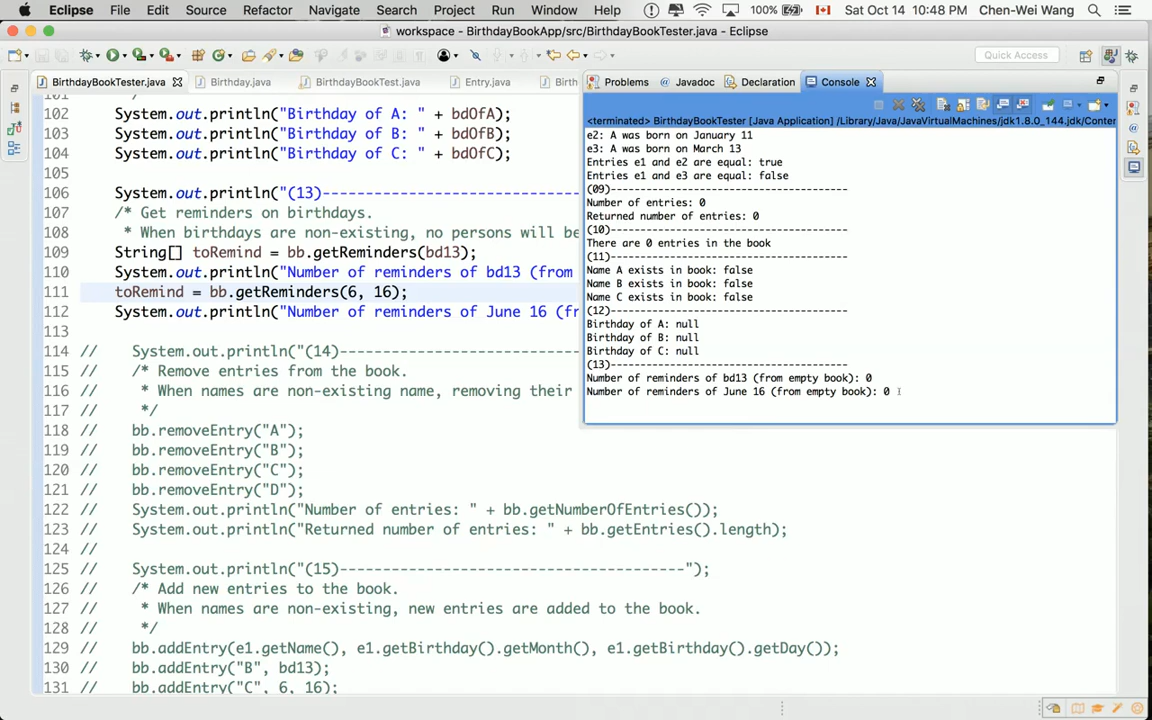 Eclipse File Edit Source Refactor Navigate Search Project Run Window Help 100% Sat Oct 14 10:48 PM Chen-Wei Wang
workspace - BirthdayBookApp/src/BirthdayBookTester.java - Eclipse
Quick Access
BirthdayBookTester.java Birthday.java BirthdayBookTest.java Entry.java Birth
101 */
102 System.out.println("Birthday of A: " + bdOfA);
103 System.out.println("Birthday of B: " + bdOfB);
104 System.out.println("Birthday of C: " + bdOfC);
105
106 System.out.println("(13)-----------------------------
107 /* Get reminders on birthdays.
108 * When birthdays are non-existing, no persons will be
109 String[] toRemind = bb.getReminders(bd13);
110 System.out.println("Number of reminders of bd13 (from
111 toRemind = bb.getReminders(6, 16);
112 System.out.println("Number of reminders of June 16 (fr
113
114 // System.out.println("(14)---------------------------
115 // /* Remove entries from the book.
116 // * When names are non-existing name, removing their
117 // */
118 // bb.removeEntry("A");
119 // bb.removeEntry("B");
120 // bb.removeEntry("C");
121 // bb.removeEntry("D");
122 // System.out.println("Number of entries: " + bb.getNumberOfEntries());
123 // System.out.println("Returned number of entries: " + bb.getEntries().length);
124 //
125 // System.out.println("(15)---------------------------------------");
126 // /* Add new entries to the book.
127 // * When names are non-existing, new entries are added to the book.
128 // */
129 // bb.addEntry(e1.getName(), e1.getBirthday().getMonth(), e1.getBirthday().getDay());
130 // bb.addEntry("B", bd13);
131 // bb.addEntry("C", 6, 16);
Problems @ Javadoc Declaration Console
<terminated> BirthdayBookTester [Java Application] /Library/Java/JavaVirtualMachines/jdk1.8.0_144.jdk/Conten
e2: A was born on January 11
e3: A was born on March 13
Entries e1 and e2 are equal: true
Entries e1 and e3 are equal: false
(09)---------------------------------------
Number of entries: 0
Returned number of entries: 0
(10)---------------------------------------
There are 0 entries in the book
(11)---------------------------------------
Name A exists in book: false
Name B exists in book: false
Name C exists in book: false
(12)---------------------------------------
Birthday of A: null
Birthday of B: null
Birthday of C: null
(13)---------------------------------------
Number of reminders of bd13 (from empty book): 0
Number of reminders of June 16 (from empty book): 0